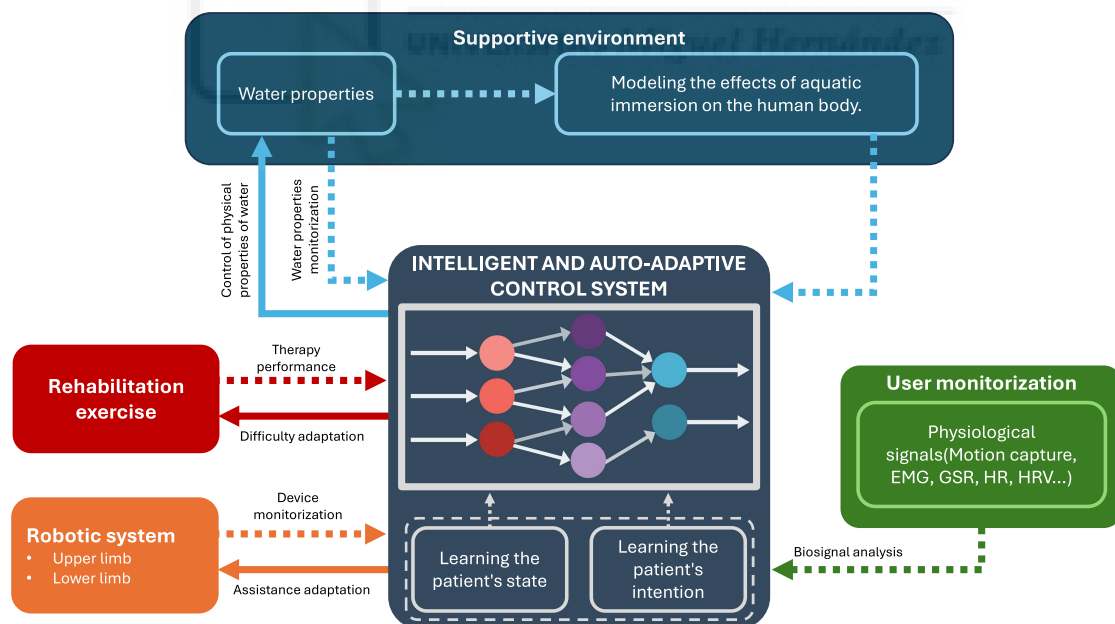 UNIVERSITAS Miguel Hernández
Supportive environment
Water properties
Modeling the effects of aquatic
immersion on the human body.
Control of physical
properties of water
Water properties
monitorization
INTELLIGENT AND AUTO-ADAPTIVE
CONTROL SYSTEM
Rehabilitation
exercise
Therapy
performance
Difficulty adaptation
User monitorization
Physiological
signals(Motion capture,
EMG, GSR, HR, HRV...)
Robotic system
• Upper limb
• Lower limb
Device
monitorization
Assistance adaptation
Learning the
patient's state
Learning the
patient's
intention
Biosignal analysis